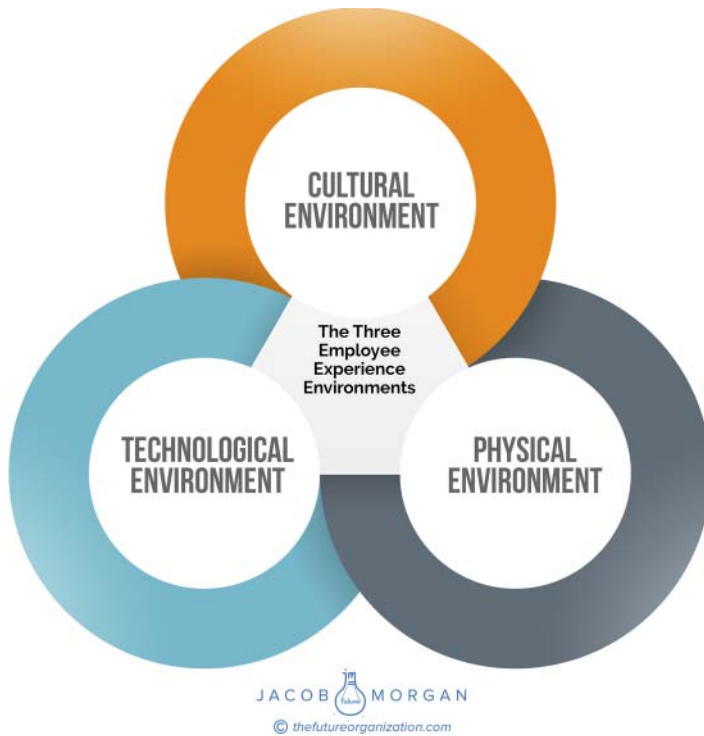 CULTURAL
ENVIRONMENT
The Three
Employee
Experience
Environments
TECHNOLOGICAL
ENVIRONMENT
PHYSICAL
ENVIRONMENT
JACOB MORGAN
© thefutureorganization.com